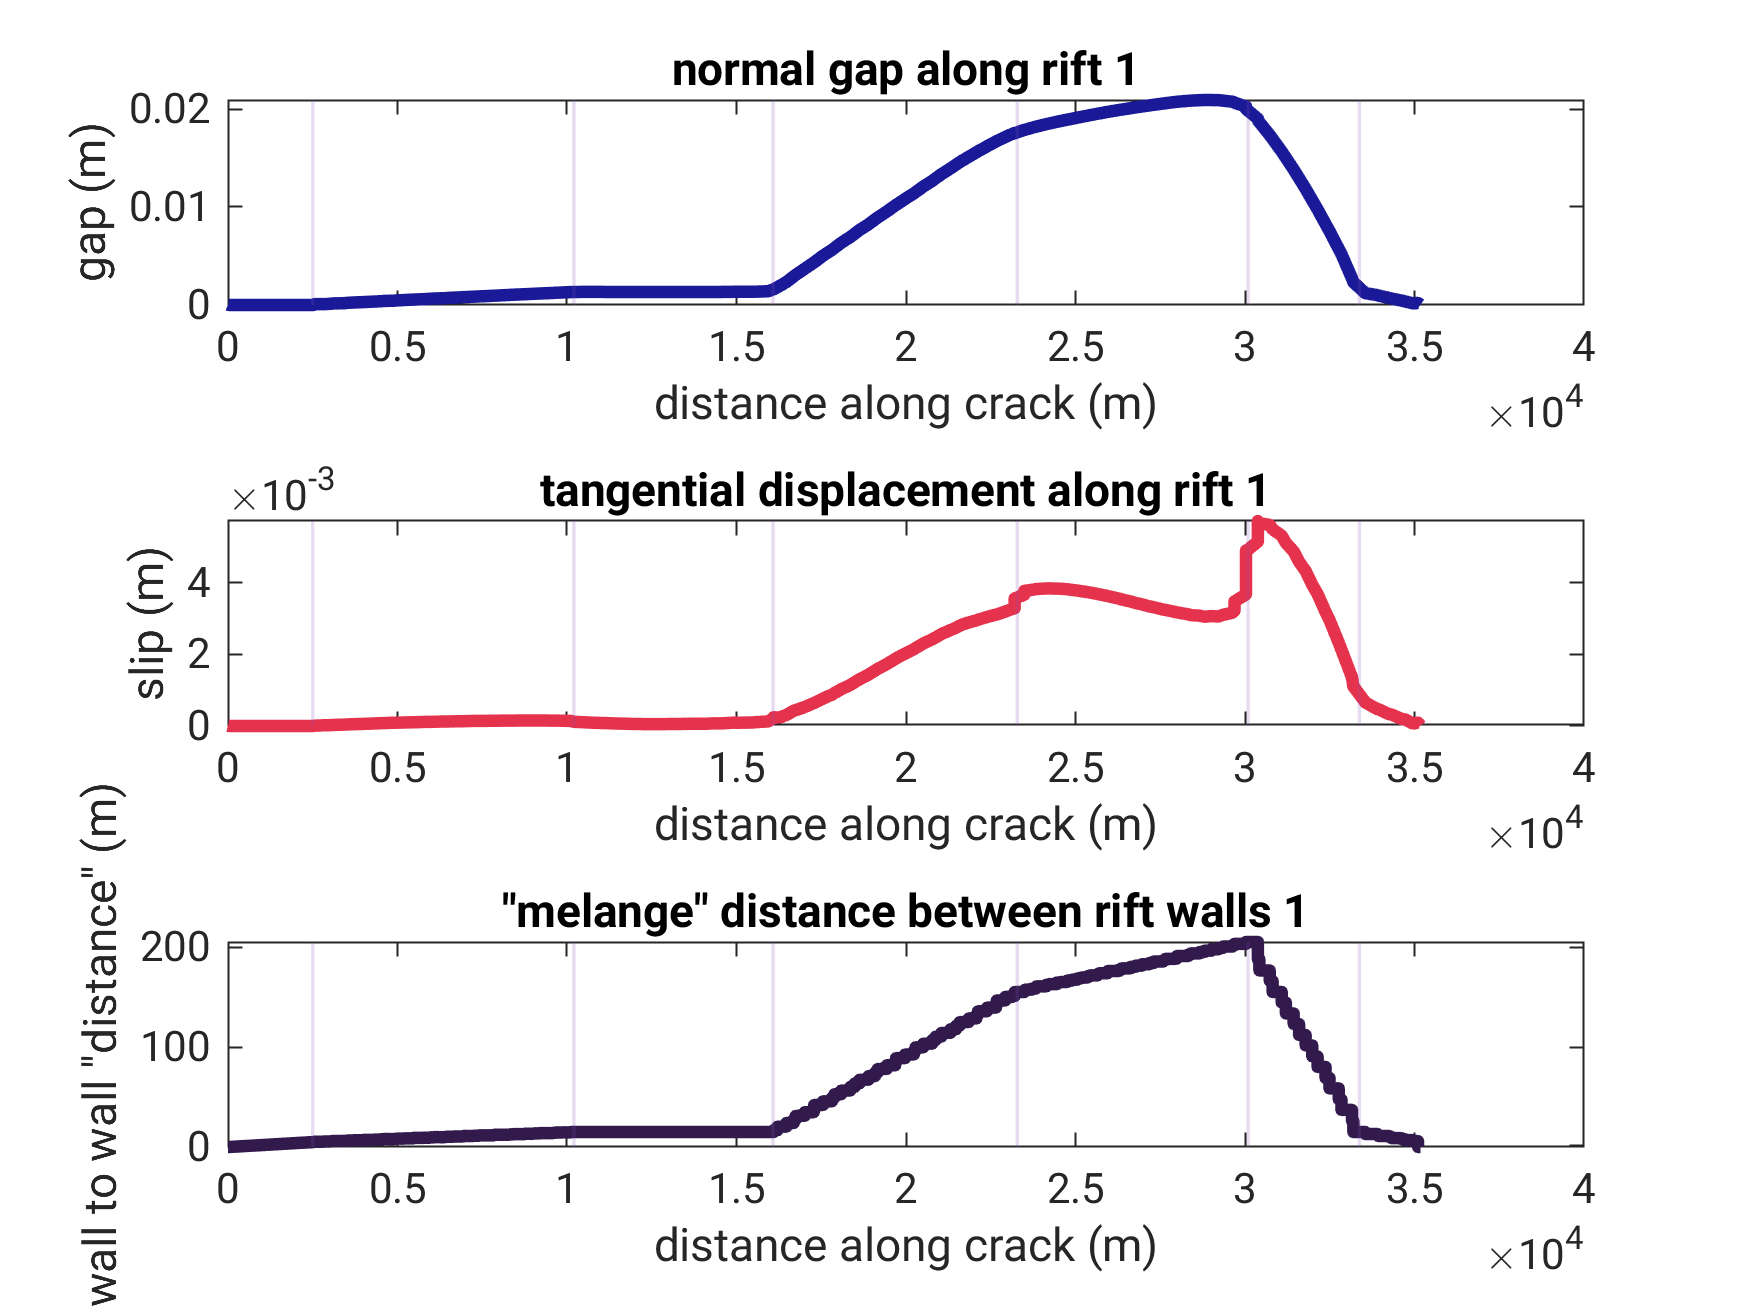 normal gap along rift 1
gap (m)
0.02
0.01
0
0 0.5 1 1.5 2 2.5 3 3.5 4
distance along crack (m)
×10^4
tangential displacement along rift 1
×10^-3
slip (m)
4
2
0
0 0.5 1 1.5 2 2.5 3 3.5 4
distance along crack (m)
×10^4
"melange" distance between rift walls 1
wall to wall "distance" (m)
200
100
0
0 0.5 1 1.5 2 2.5 3 3.5 4
distance along crack (m)
×10^4